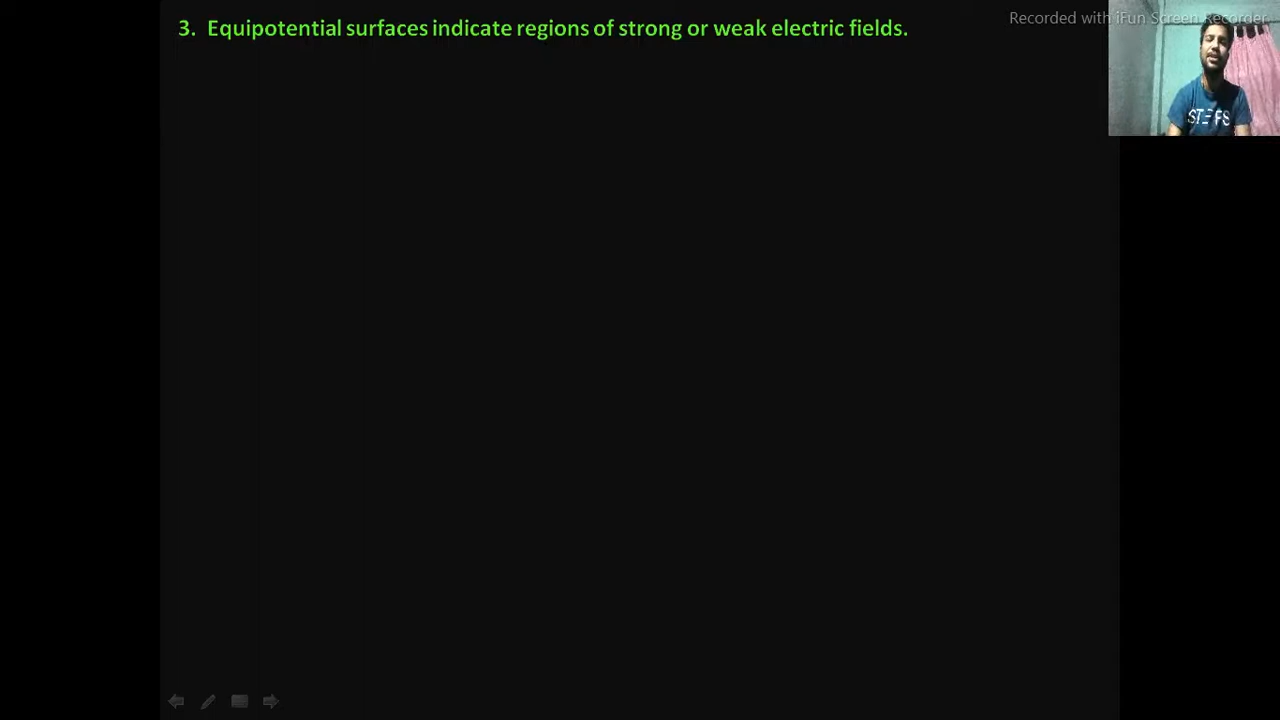 Recorded with iFun Screen Recorder
3. Equipotential surfaces indicate regions of strong or weak electric fields.